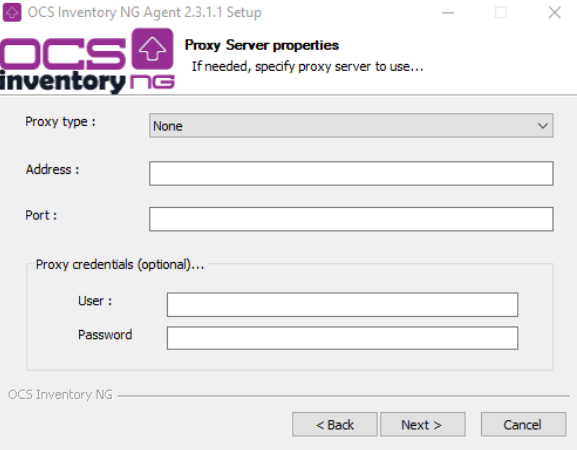 OCS Inventory NG Agent 2.3.1.1 Setup
OCS
inventory NG
Proxy Server properties
If needed, specify proxy server to use...
Proxy type :
None
Address :
Port :
Proxy credentials (optional)...
User :
Password
OCS Inventory NG
< Back
Next >
Cancel